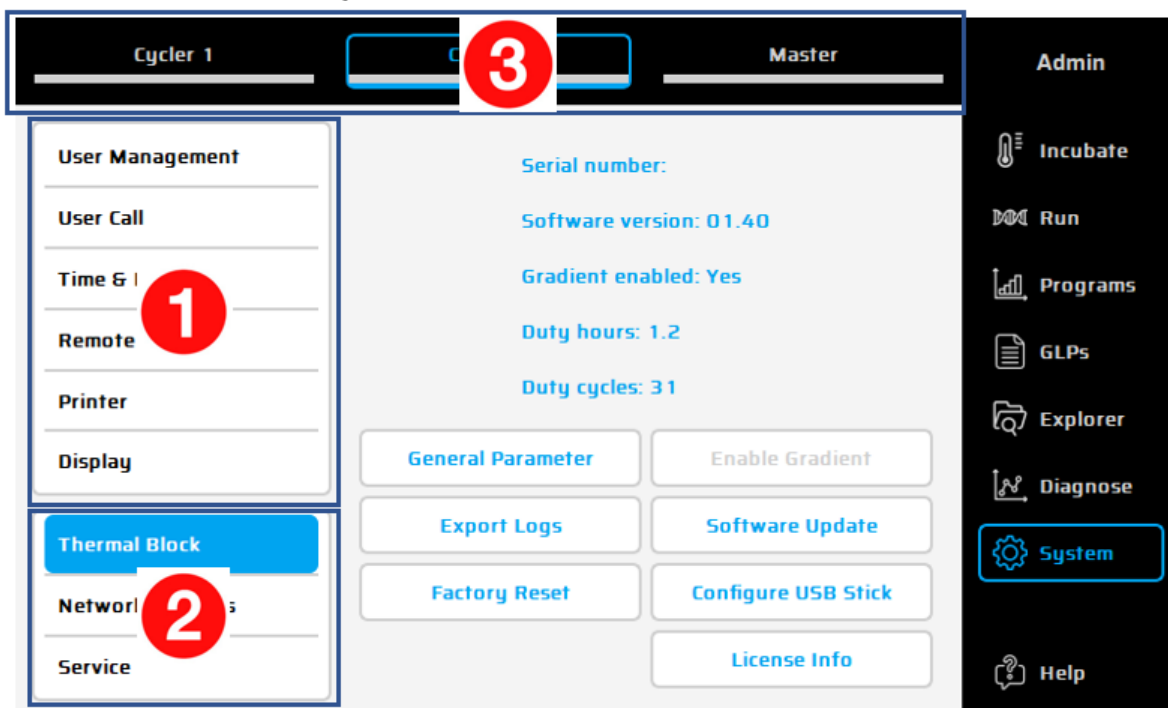 Cycler 1
C
3
Master
Admin
User Management
User Call
Time &
1
Remote
Printer
Display
Thermal Block
2
Service
Serial number:
Software version: 01.40
Gradient enabled: Yes
Duty hours: 1.2
Duty cycles: 31
General Parameter
Enable Gradient
Export Logs
Software Update
Factory Reset
Configure USB Stick
License Info
Incubate
Run
Programs
GLPs
Explorer
Diagnose
System
Help